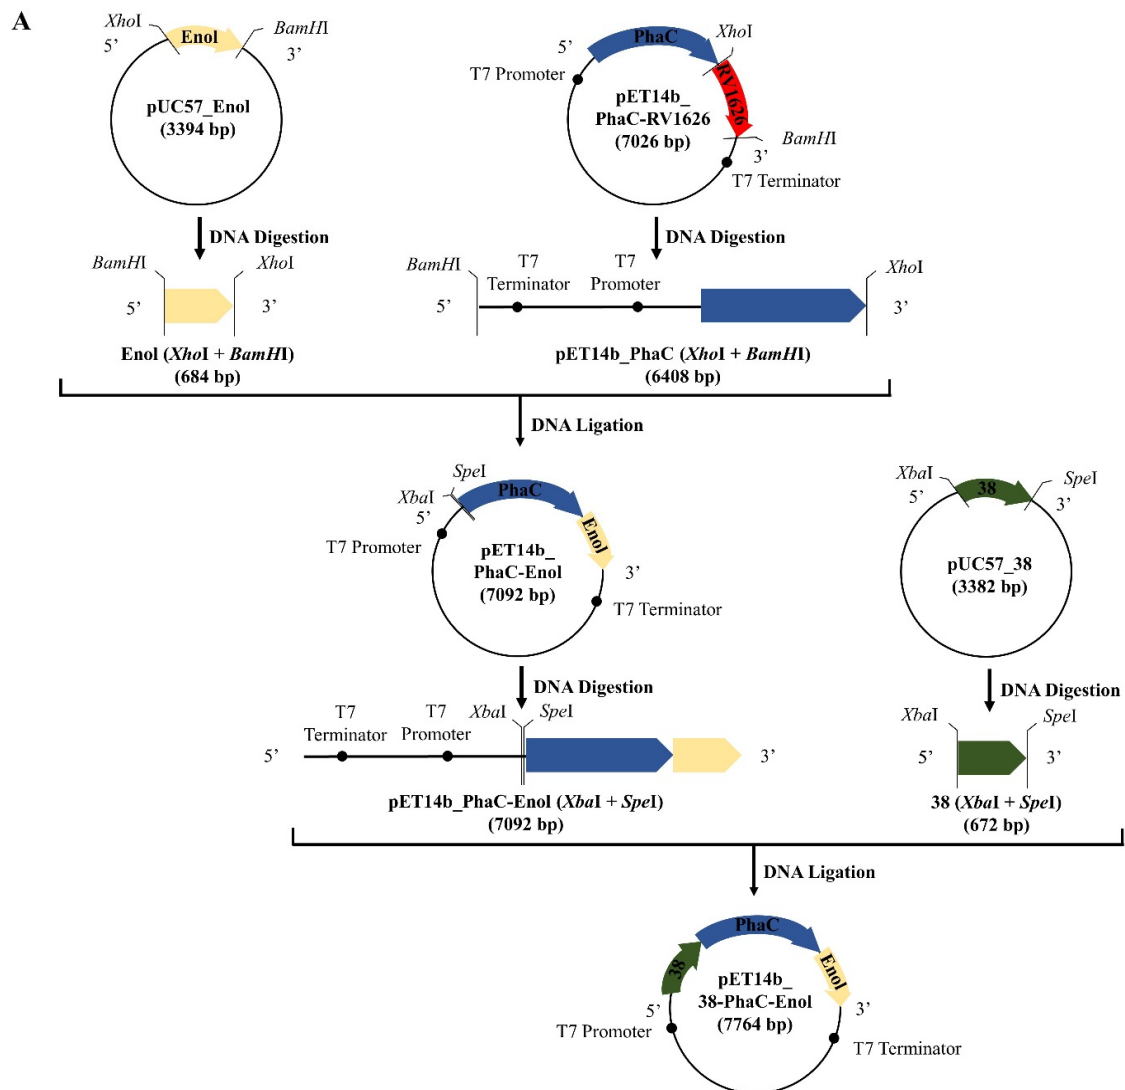 A
XhoI
Enol
BamHI
5’
3’
pUC57_Enol
(3394 bp)
5’
PhaC
XhoI
T7 Promoter
RV1626
pET14b_
PhaC-RV1626
(7026 bp)
BamHI
3’
T7 Terminator
DNA Digestion
DNA Digestion
BamHI
XhoI
5’
3’
Enol (XhoI + BamHI)
(684 bp)
BamHI
T7
Terminator
T7
Promoter
XhoI
5’
3’
pET14b_PhaC (XhoI + BamHI)
(6408 bp)
DNA Ligation
SpeI
XbaI
PhaC
5’
Enol
T7 Promoter
pET14b_
PhaC-Enol
(7092 bp)
3’
T7 Terminator
XbaI
38
SpeI
5’
3’
pUC57_38
(3382 bp)
DNA Digestion
DNA Digestion
T7
Terminator
T7
Promoter
XbaI
SpeI
5’
3’
pET14b_PhaC-Enol (XbaI + SpeI)
(7092 bp)
XbaI
SpeI
5’
3’
38 (XbaI + SpeI)
(672 bp)
DNA Ligation
PhaC
38
Enol
pET14b_
38-PhaC-Enol
(7764 bp)
5’
3’
T7 Promoter
T7 Terminator